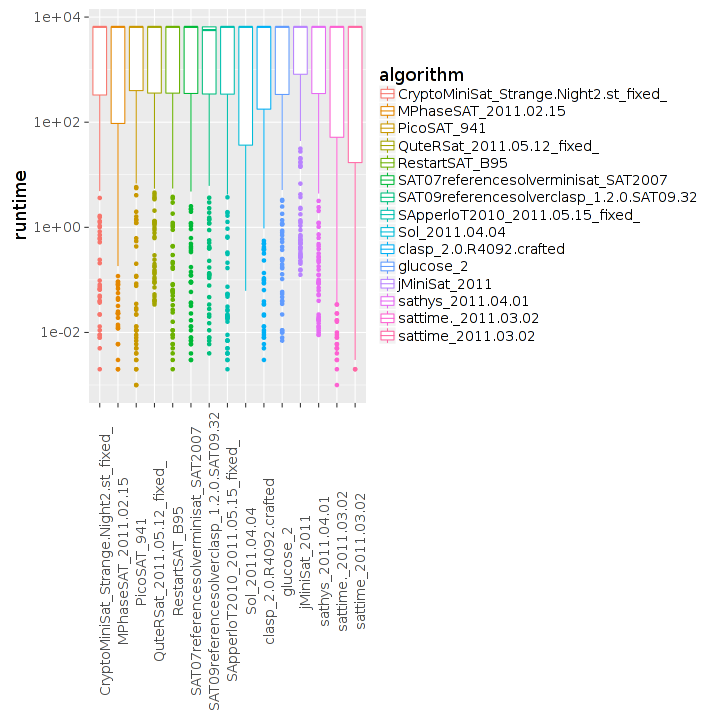 1e+04
1e+02
1e+00
1e-02
runtime
algorithm
CryptoMiniSat_Strange.Night2.st_fixed_
MPhaseSAT_2011.02.15
PicoSAT_941
QuteRSat_2011.05.12_fixed_
RestartSAT_B95
SAT07referencesolverminisat_SAT2007
SAT09referencesolverclasp_1.2.0.SAT09.32
SApperloT2010_2011.05.15_fixed_
Sol_2011.04.04
clasp_2.0.R4092.crafted
glucose_2
jMiniSat_2011
sathys_2011.04.01
sattime._2011.03.02
sattime_2011.03.02
CryptoMiniSat_Strange.Night2.st_fixed_
MPhaseSAT_2011.02.15
PicoSAT_941
QuteRSat_2011.05.12_fixed_
RestartSAT_B95
SAT07referencesolverminisat_SAT2007
SAT09referencesolverclasp_1.2.0.SAT09.32
SApperloT2010_2011.05.15_fixed_
Sol_2011.04.04
clasp_2.0.R4092.crafted
glucose_2
jMiniSat_2011
sathys_2011.04.01
sattime._2011.03.02
sattime_2011.03.02